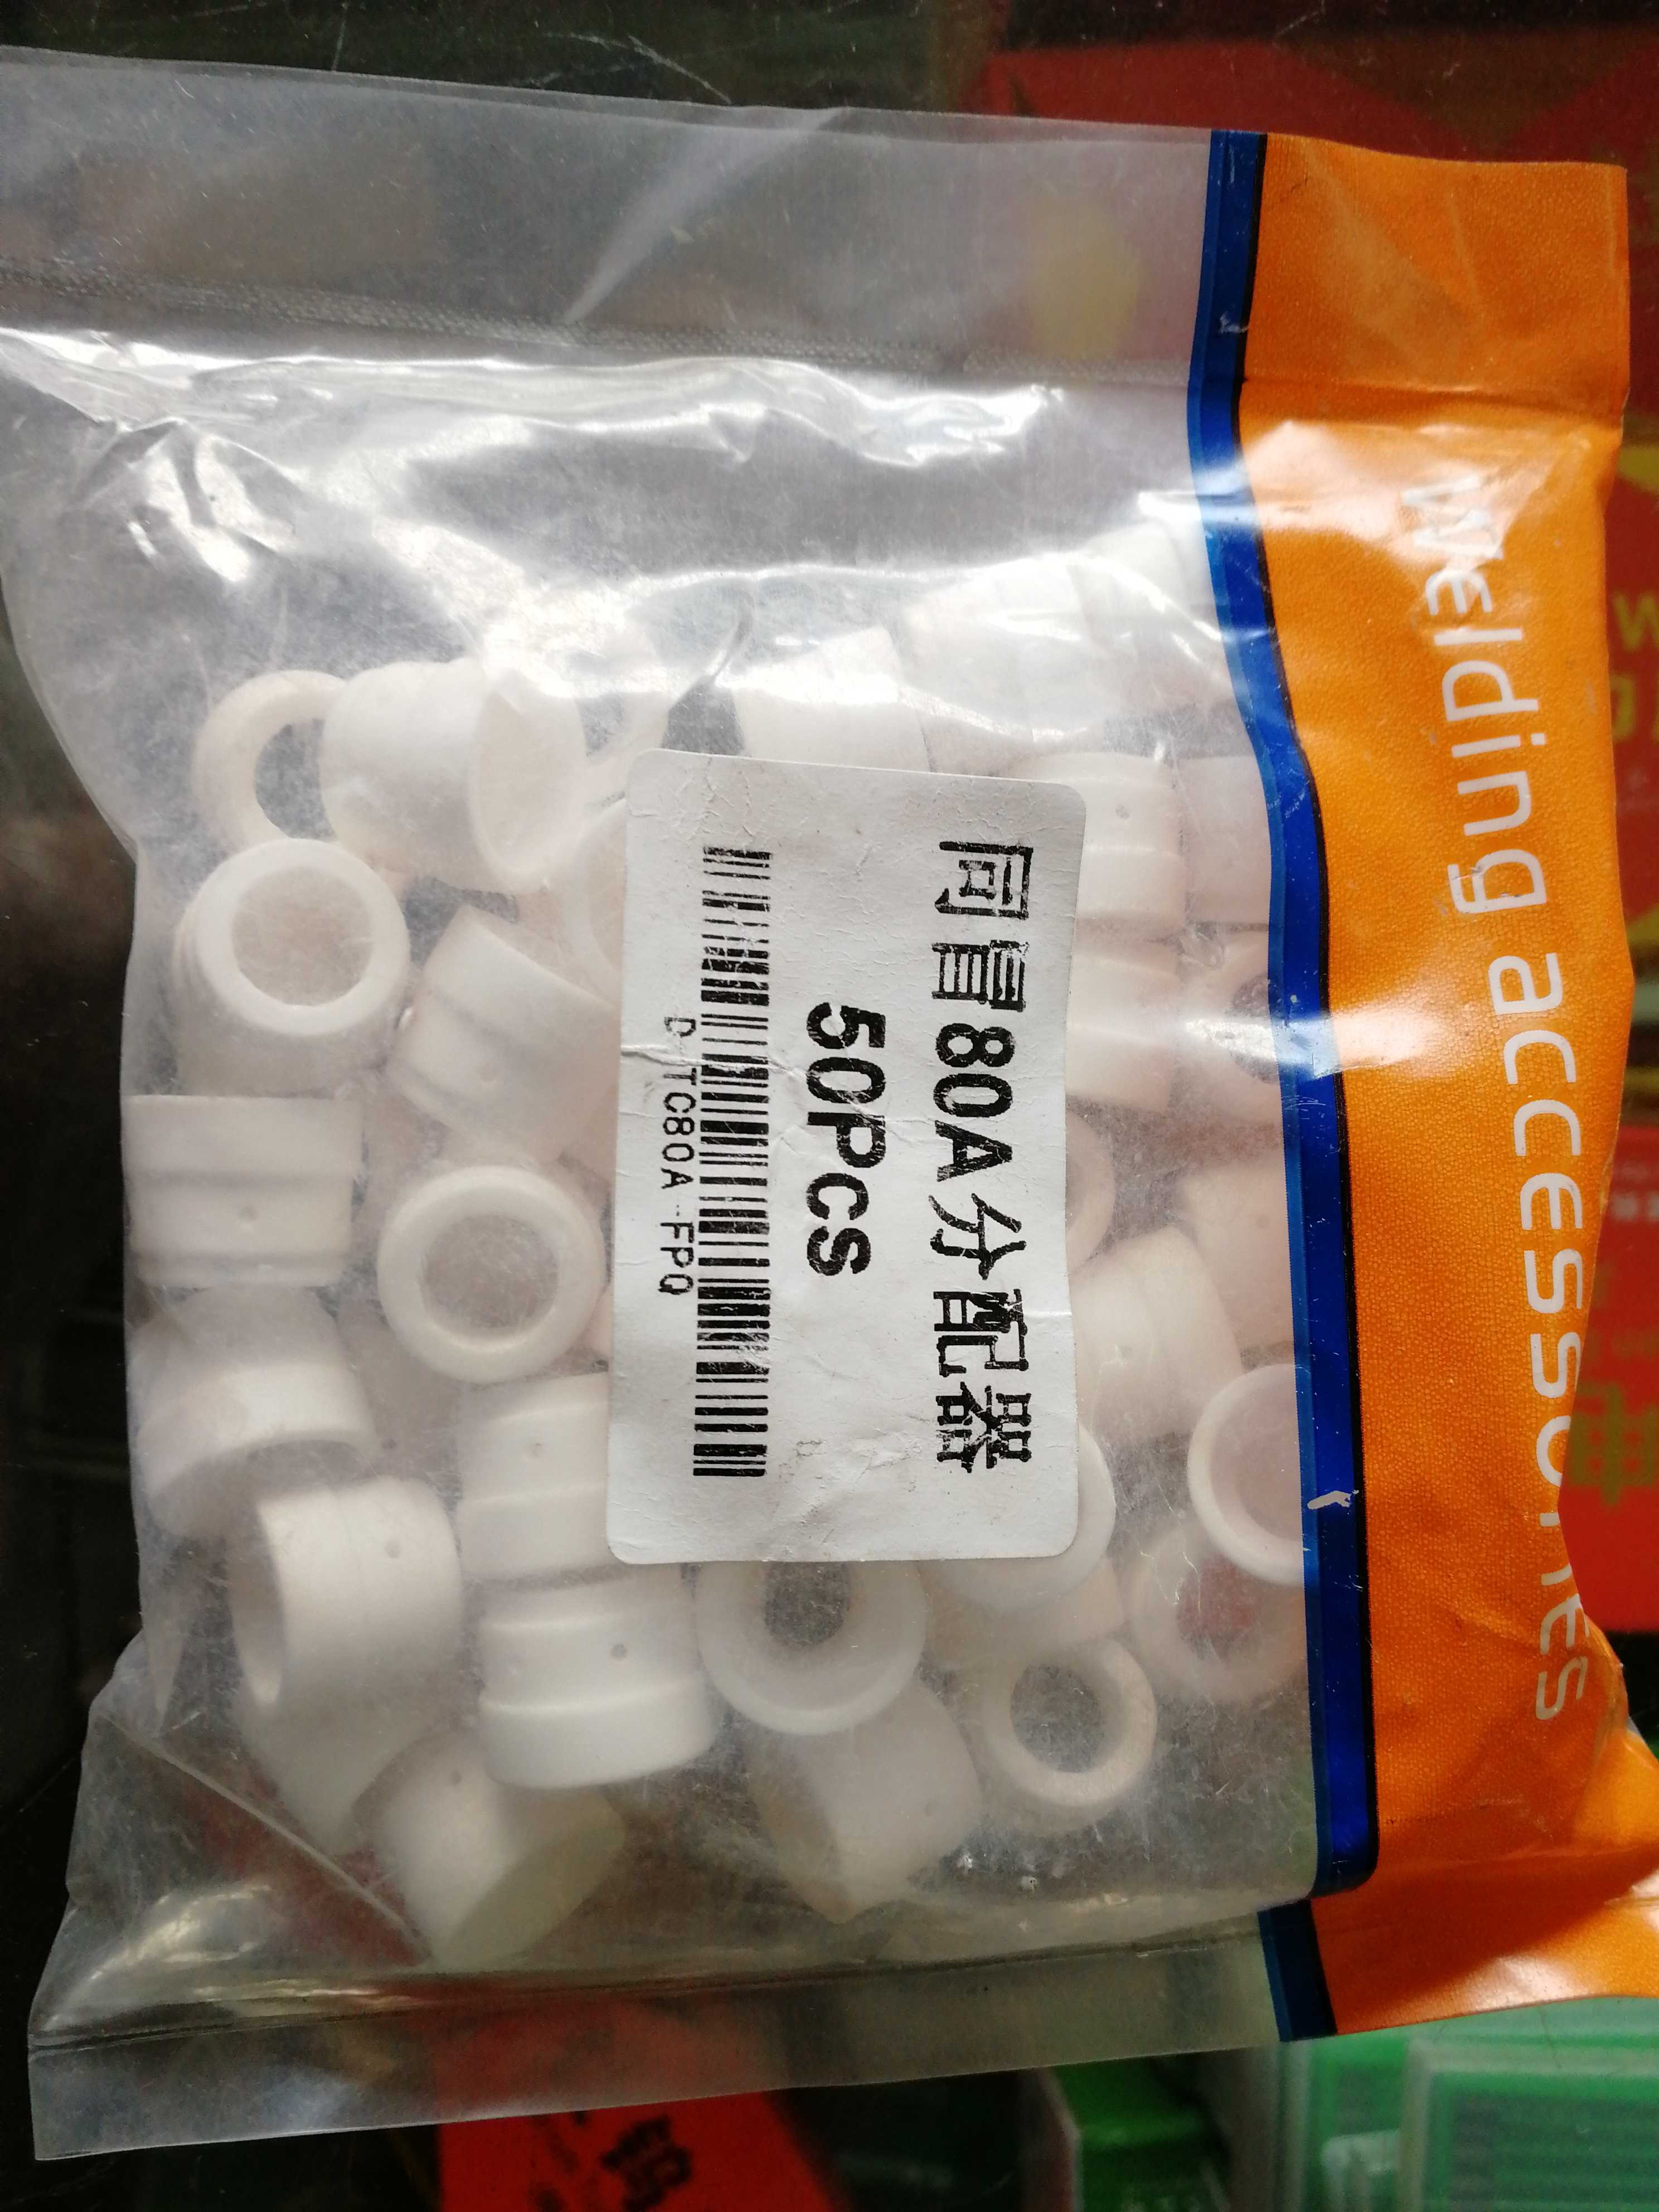 welding accessories
同冒80A分配器
50Pcs
D-TC80A-FPQ